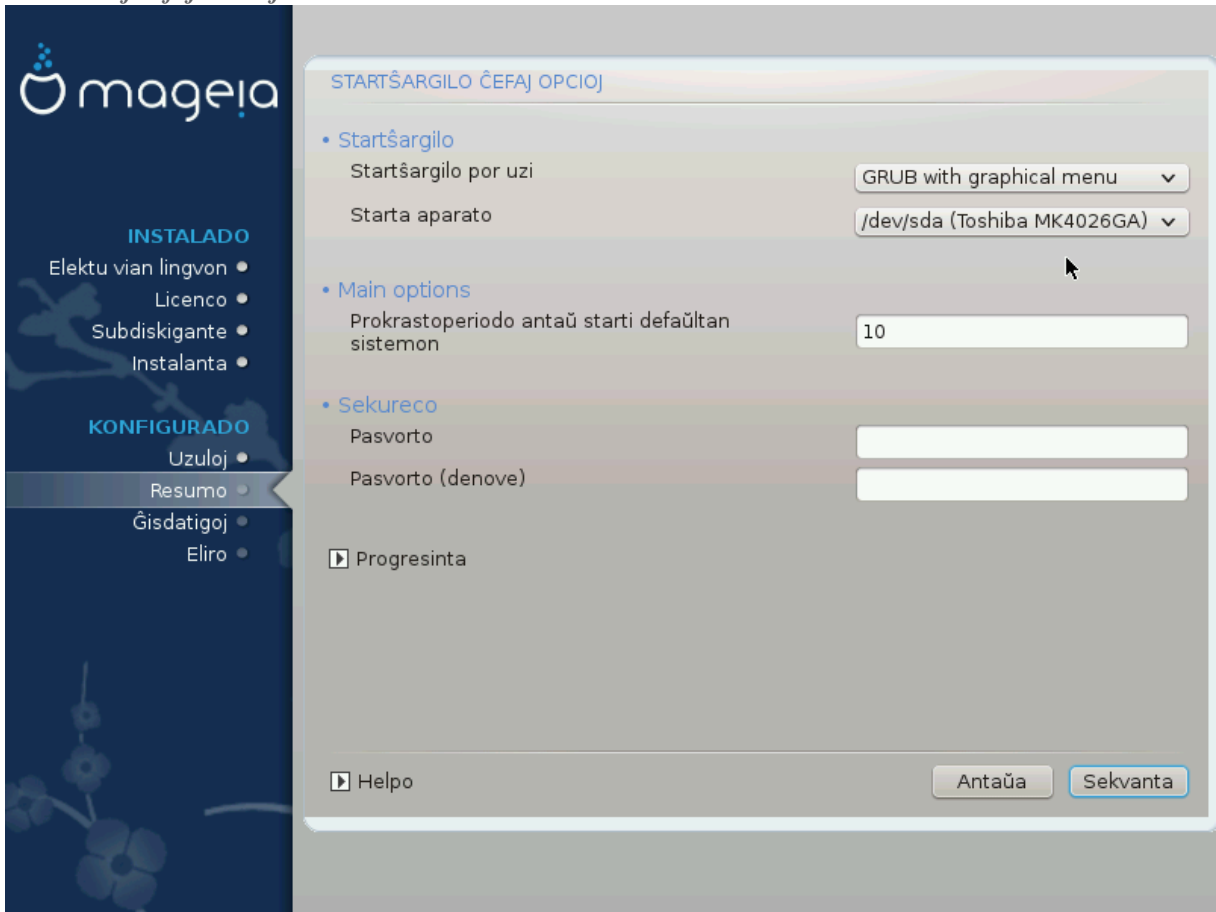 mageia
INSTALADO
Elektu vian lingvon
Licenco
Subdiskigante
Instalanta
KONFIGURADO
Uzuloj
Resumo
Ĝisdatigoj
Eliro
STARTŜARGILO ĈEFAJ OPCIOJ
• Startŝargilo
Startŝargilo por uzi
GRUB with graphical menu
Starta aparato
/dev/sda (Toshiba MK4026GA)
• Main options
Prokrastoperiodo antaŭ starti defaŭltan
sistemon
10
• Sekureco
Pasvorto
Pasvorto (denove)
Progresinta
Helpo
Antaŭa
Sekvanta